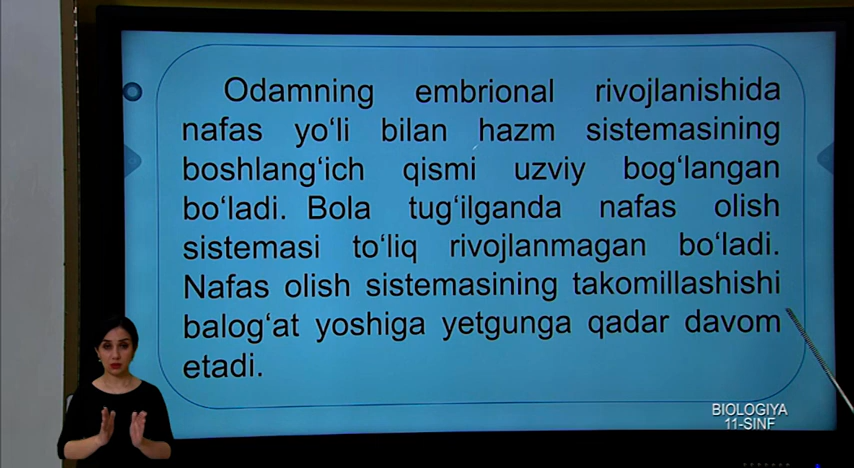 Odamning embrional rivojlanishida
nafas yo‘li bilan hazm sistemasining
boshlang‘ich qismi uzviy bog‘langan
bo‘ladi. Bola tug‘ilganda nafas olish
sistemasi to‘liq rivojlanmagan bo‘ladi.
Nafas olish sistemasining takomillashishi
balog‘at yoshiga yetgunga qadar davom
etadi.
BIOLOGIYA
11-SINF